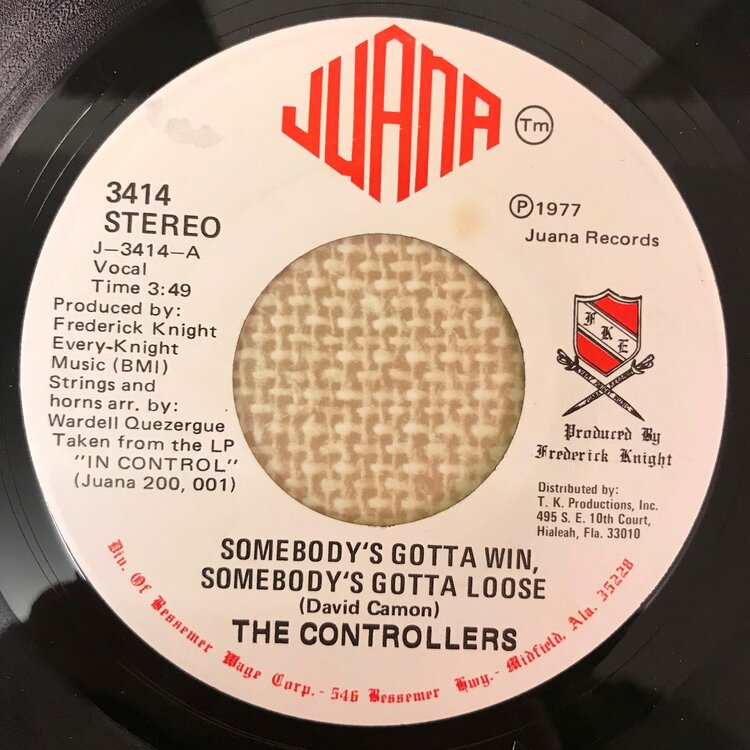 JUANA
Tm
3414
STEREO
J-3414-A
Vocal
Time 3:49
Produced by:
Frederick Knight
Every-Knight
Music (BMI)
Strings and
horns arr. by:
Wardell Quezergue
Taken from the LP
"IN CONTROL"
(Juana 200, 001)
Ⓟ1977
Juana Records
FKE
Produced By
Frederick Knight
Distributed by:
T. K. Productions, Inc.
495 S. E. 10th Court,
Hialeah, Fla. 33010
SOMEBODY'S GOTTA WIN,
SOMEBODY'S GOTTA LOOSE
(David Camon)
THE CONTROLLERS
Div. Of Bessemer Wage Corp.- 546 Bessemer Hwy.- Midfield, Ala. 35228